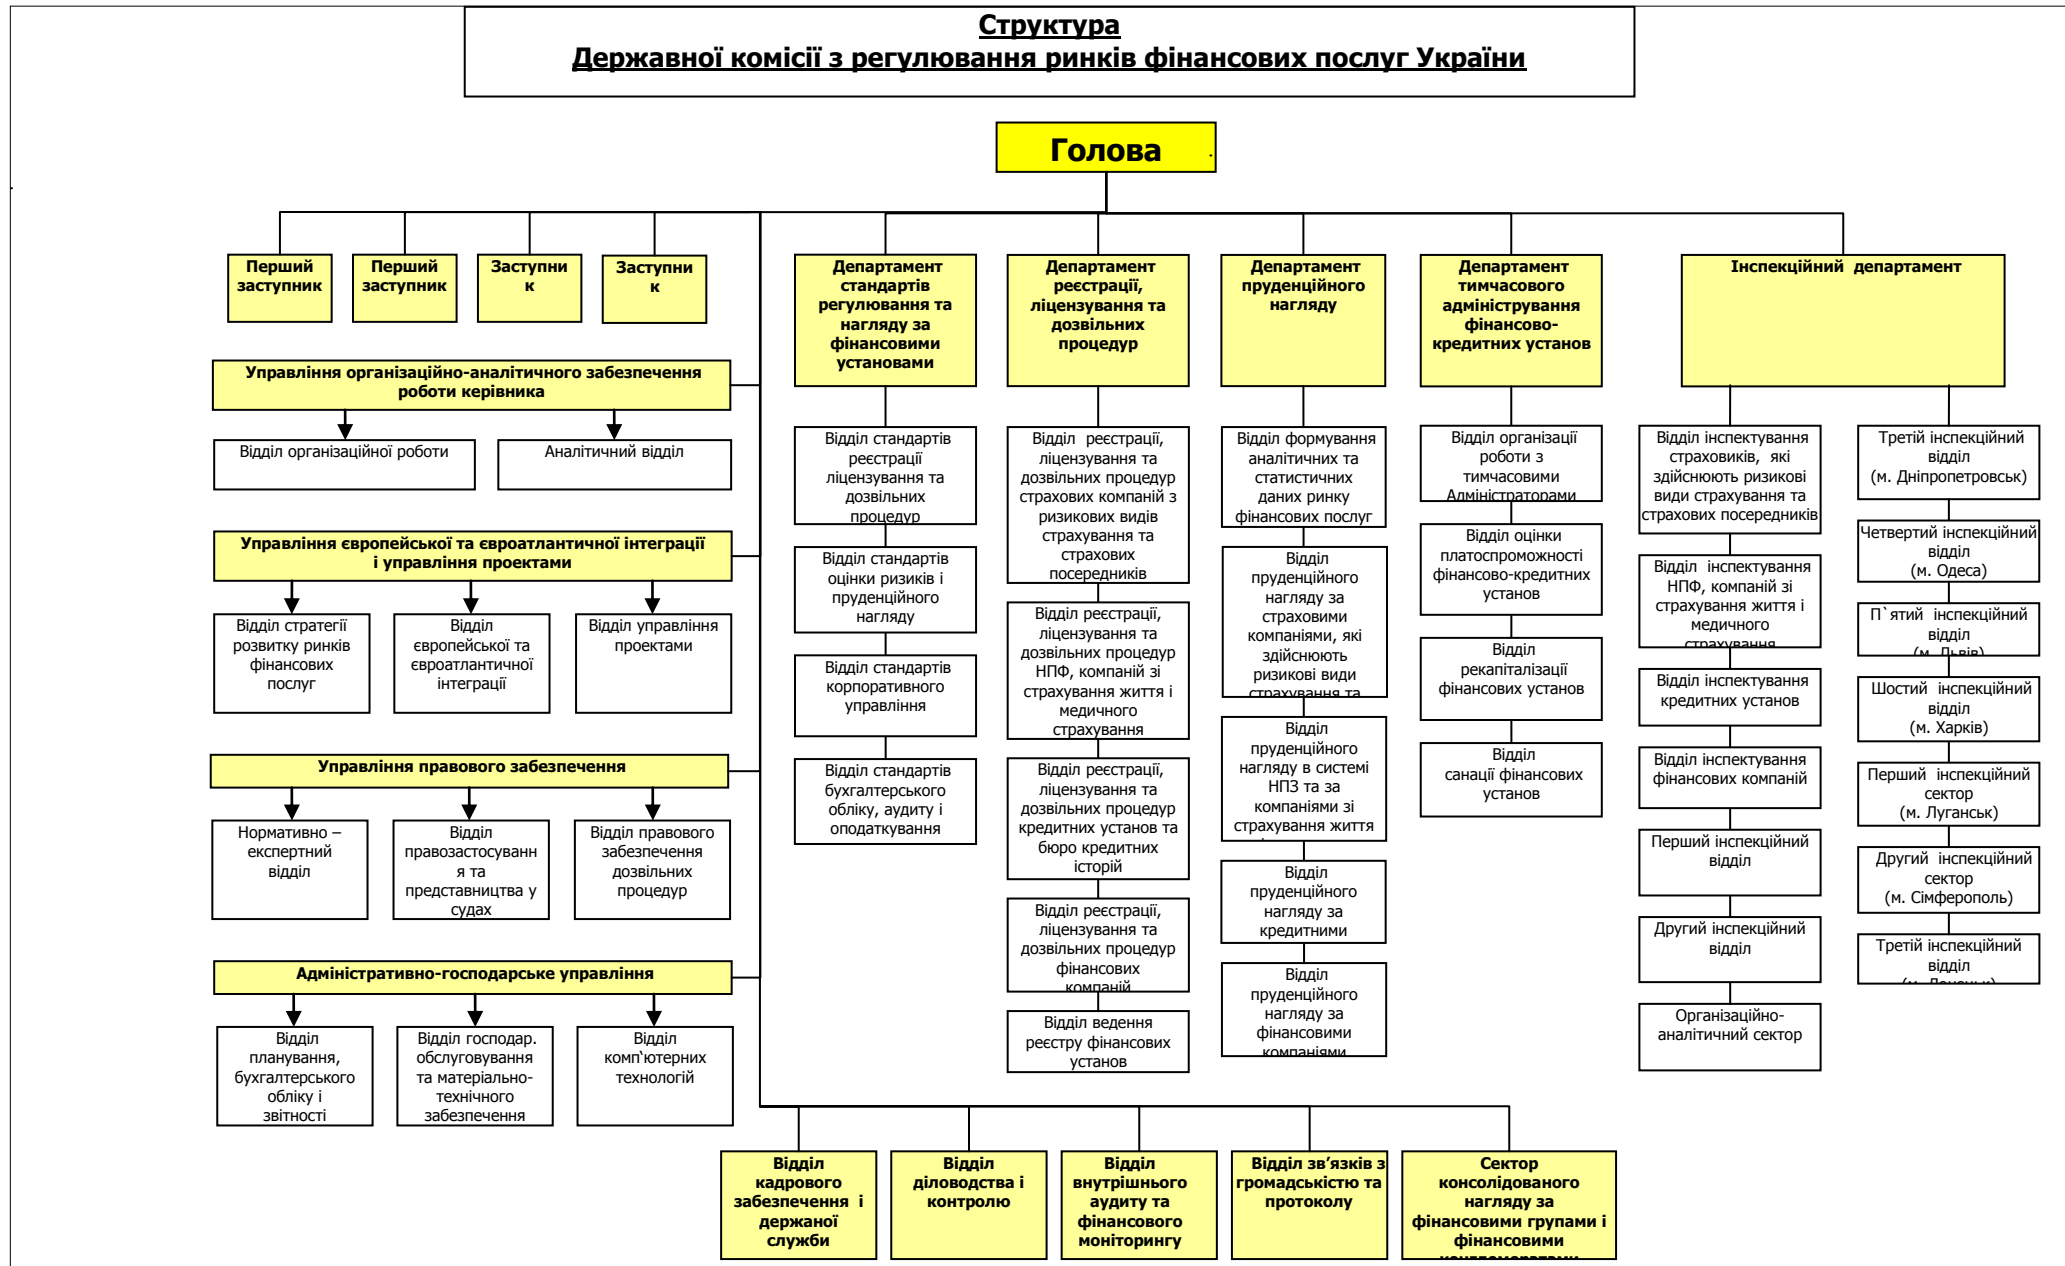 Структура
Державної комісії з регулювання ринків фінансових послуг України
Голова
Перший
заступник
Перший
заступник
Заступни
к
Заступни
к
Департамент
стандартів
регулювання та
нагляду за
фінансовими
установами
Департамент
реєстрації,
ліцензування та
дозвільних
процедур
Департамент
пруденційного
нагляду
Департамент
тимчасового
адміністрування
фінансово-
кредитних установ
Інспекційний департамент
Управління організаційно-аналітичного забезпечення
роботи керівника
Відділ організаційної роботи
Аналітичний відділ
Управління європейської та євроатлантичної інтеграції
і управління проектами
Відділ стратегії
розвитку ринків
фінансових
послуг
Відділ
європейської та
євроатлантичної
інтеграції
Відділ управління
проектами
Управління правового забезпечення
Нормативно –
експертний
відділ
Відділ
правозастосуванн
я та
представництва у
судах
Відділ правового
забезпечення
дозвільних
процедур
Адміністративно-господарське управління
Відділ
планування,
бухгалтерського
обліку і
звітності
Відділ господар.
обслуговування
та матеріально-
технічного
забезпечення
Відділ
комп‘ютерних
технологій
Відділ стандартів
реєстрації
ліцензування та
дозвільних
процедур
Відділ стандартів
оцінки ризиків і
пруденційного
нагляду
Відділ стандартів
корпоративного
управління
Відділ стандартів
бухгалтерського
обліку, аудиту і
оподаткування
Відділ реєстрації,
ліцензування та
дозвільних процедур
страхових компаній з
ризикових видів
страхування та
страхових
посередників
Відділ реєстрації,
ліцензування та
дозвільних процедур
НПФ, компаній зі
страхування життя і
медичного
страхування
Відділ реєстрації,
ліцензування та
дозвільних процедур
кредитних установ та
бюро кредитних
історій
Відділ реєстрації,
ліцензування та
дозвільних процедур
фінансових
компаній
Відділ ведення
реєстру фінансових
установ
Відділ формування
аналітичних та
статистичних
даних ринку
фінансових послуг
Відділ
пруденційного
нагляду за
страховими
компаніями, які
здійснюють
ризикові види
страхування та
Відділ
пруденційного
нагляду в системі
НПЗ та за
компаніями зі
страхування життя
Відділ
пруденційного
нагляду за
кредитними
Відділ
пруденційного
нагляду за
фінансовими
компаніями
Відділ організації
роботи з
тимчасовими
Адміністраторами
Відділ оцінки
платоспроможності
фінансово-кредитних
установ
Відділ
рекапіталізації
фінансових установ
Відділ
санації фінансових
установ
Відділ інспектування
страховиків, які
здійснюють ризикові
види страхування та
страхових посередників
Відділ інспектування
НПФ, компаній зі
страхування життя і
медичного
страхування
Відділ інспектування
кредитних установ
Відділ інспектування
фінансових компаній
Перший інспекційний
відділ
Другий інспекційний
відділ
Організаційно-
аналітичний сектор
Третій інспекційний
відділ
(м. Дніпропетровськ)
Четвертий інспекційний
відділ
(м. Одеса)
П`ятий інспекційний
відділ
(м. Львів)
Шостий інспекційний
відділ
(м. Харків)
Перший інспекційний
сектор
(м. Луганськ)
Другий інспекційний
сектор
(м. Сімферополь)
Третій інспекційний
відділ
(м. Донецьк)
Відділ
кадрового
забезпечення і
держаної
служби
Відділ
діловодства і
контролю
Відділ
внутрішнього
аудиту та
фінансового
моніторингу
Відділ зв’язків з
громадськістю та
протоколу
Сектор
консолідованого
нагляду за
фінансовими групами і
фінансовими
конгломератами